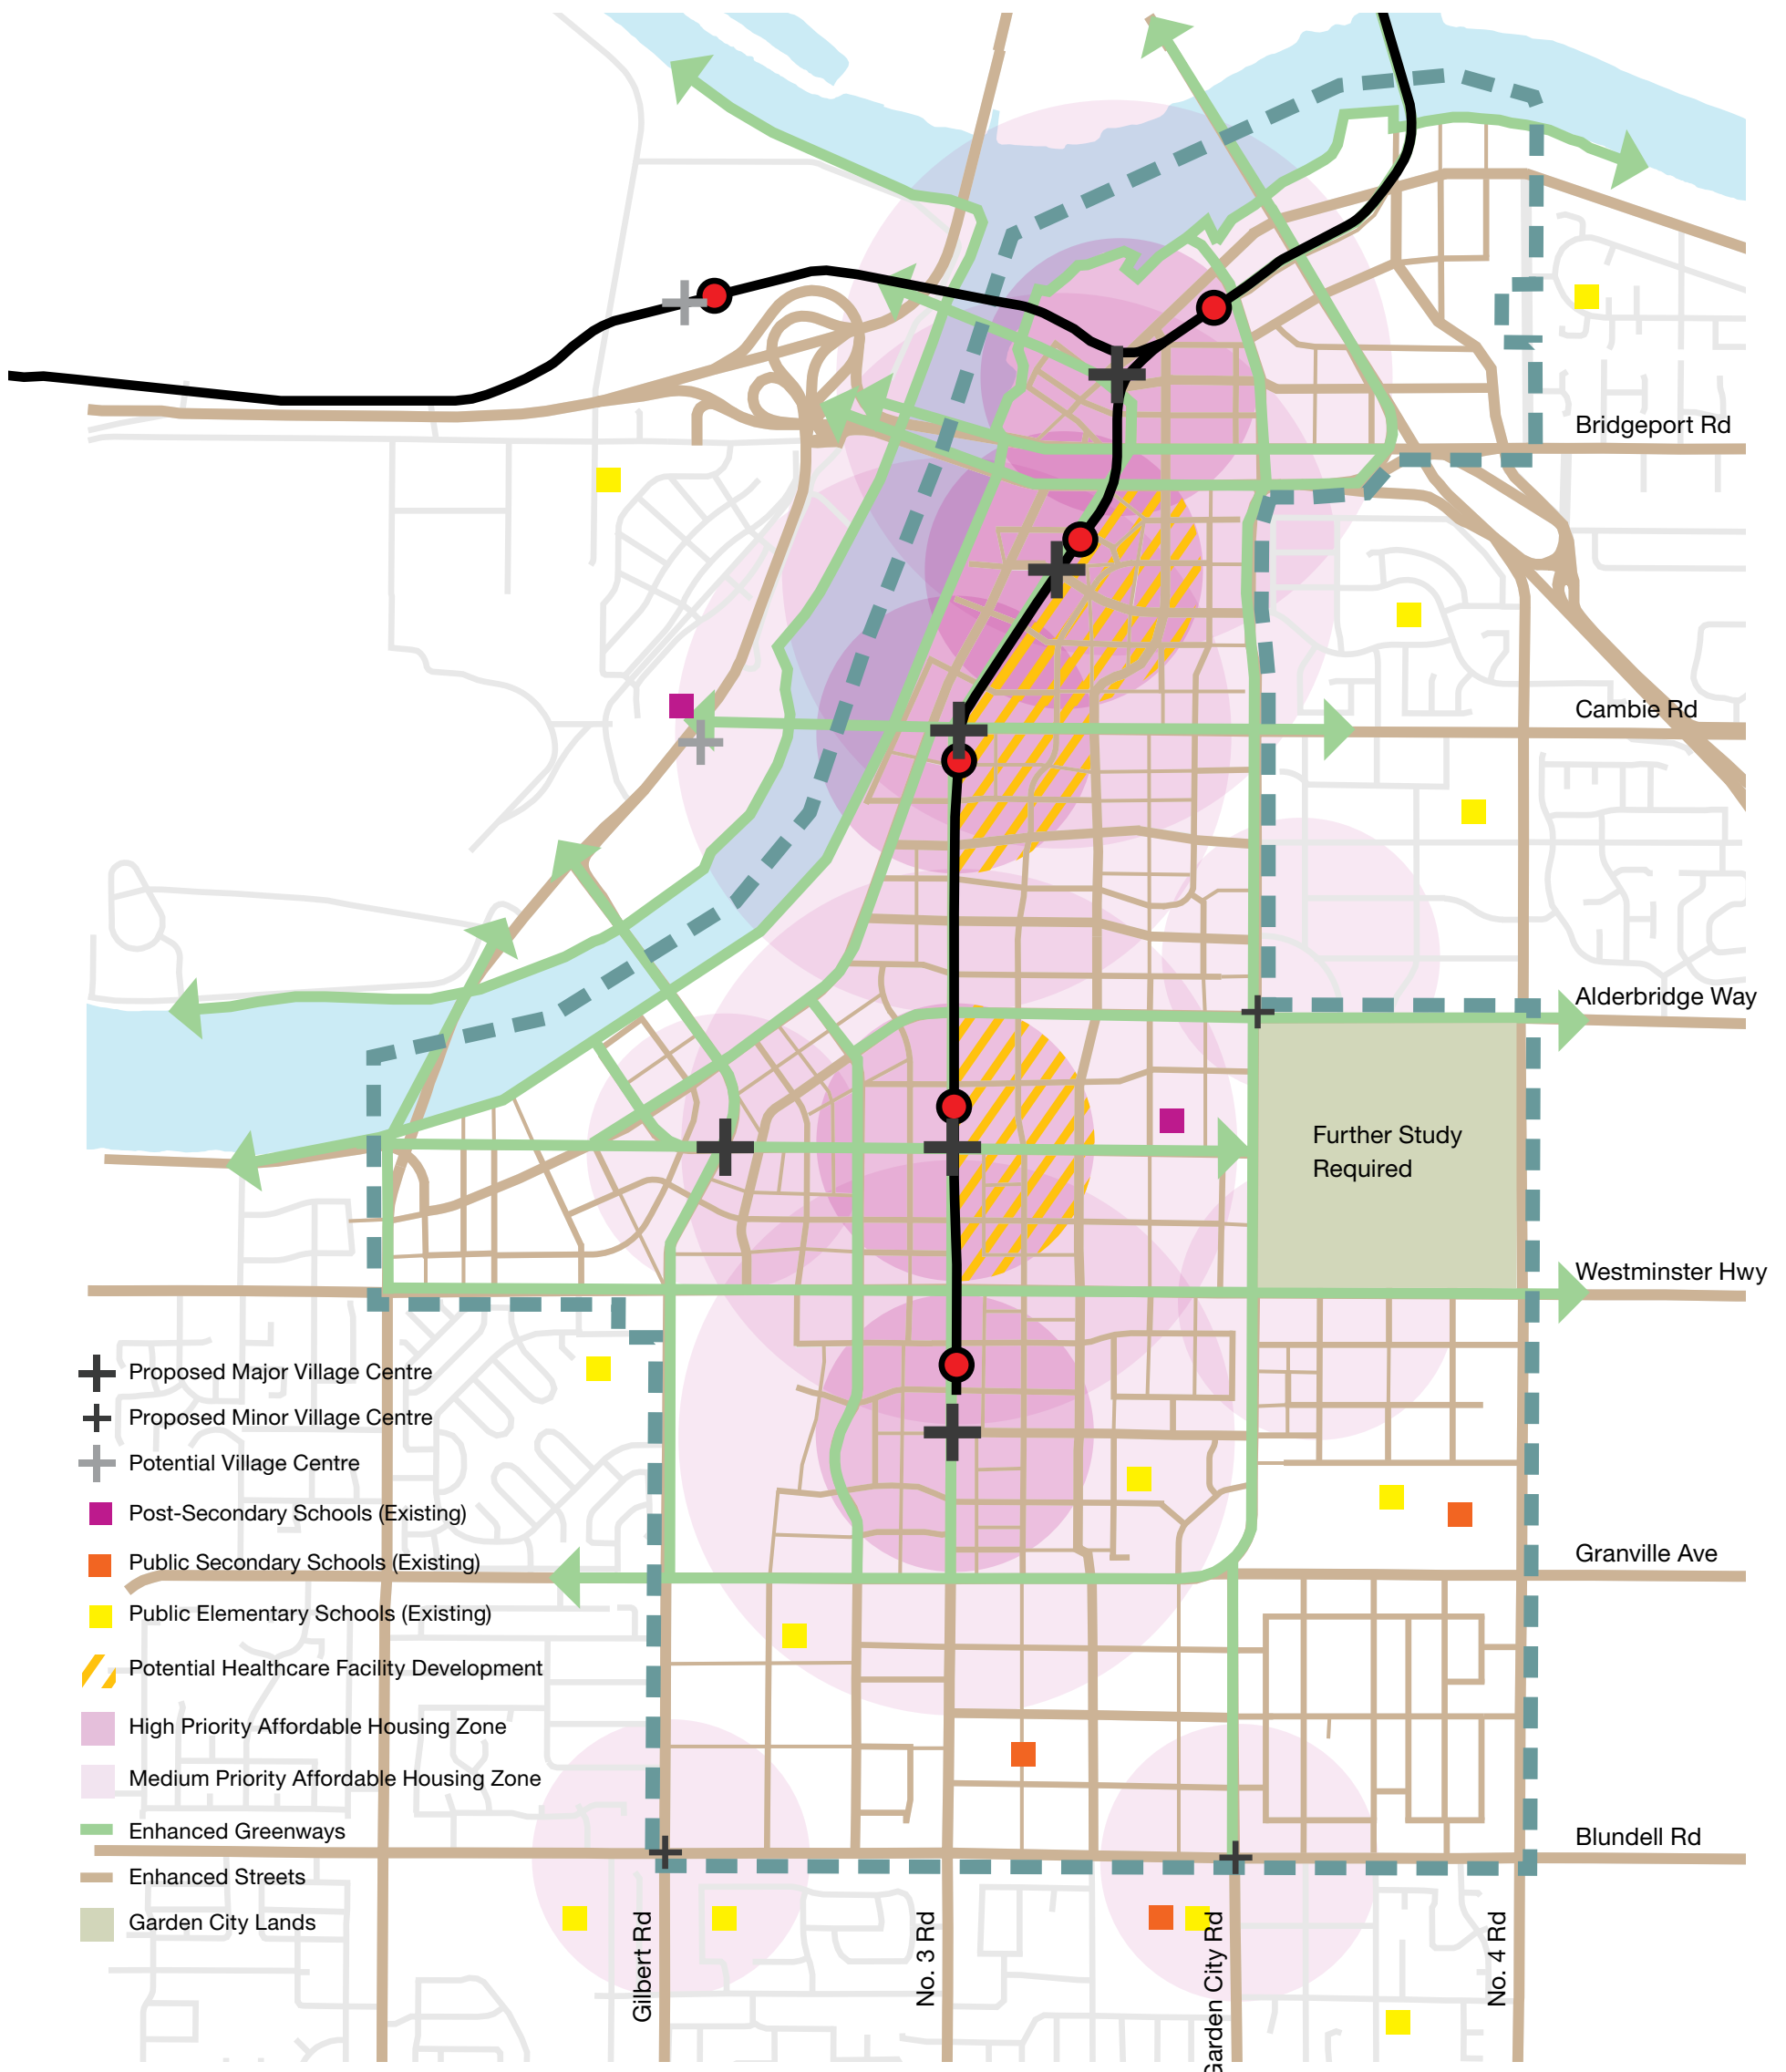 Bridgeport Rd
Cambie Rd
Alderbridge Way
Further Study
Required
Westminster Hwy
Proposed Major Village Centre
Proposed Minor Village Centre
Potential Village Centre
Post-Secondary Schools (Existing)
Public Secondary Schools (Existing)
Granville Ave
Public Elementary Schools (Existing)
Potential Healthcare Facility Development
High Priority Affordable Housing Zone
Medium Priority Affordable Housing Zone
Enhanced Greenways
Blundell Rd
Enhanced Streets
Garden City Lands
Gilbert Rd
No. 3 Rd
Garden City Rd
No. 4 Rd